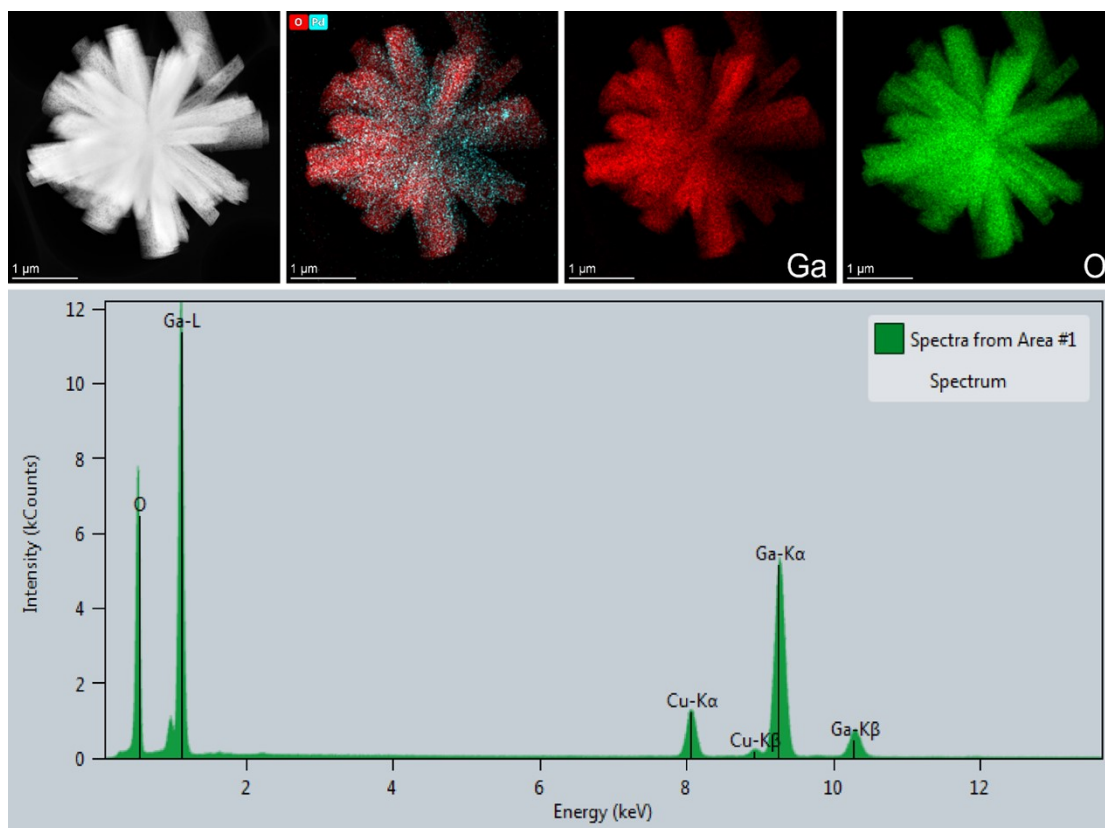 O Pd
1 µm
1 µm
1 µm
Ga
1 µm
O
12
10
8
6
4
2
0
Intensity (kCounts)
Ga-L
O
Cu-Kα
Cu-Kβ
Ga-Kα
Ga-Kβ
Spectra from Area #1
Spectrum
2 4 6 8 10 12
Energy (keV)